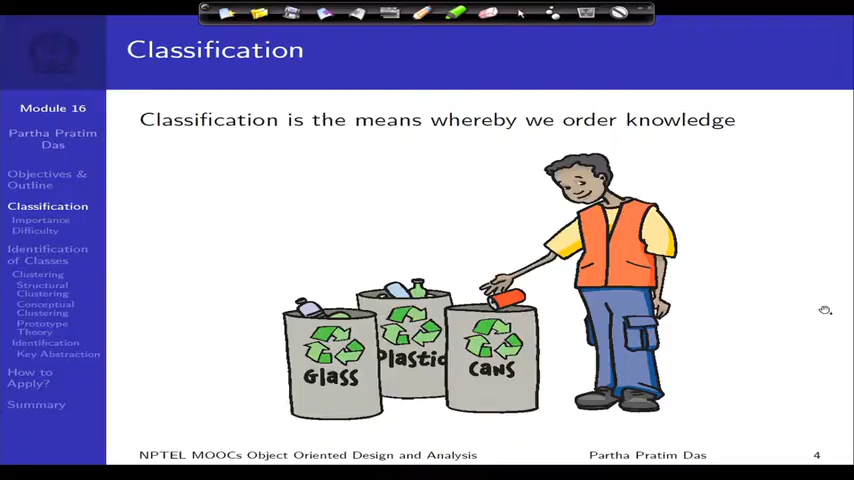 Classification
Module 16
Partha Pratim
Das
Objectives &
Outline
Classification
Importance
Difficulty
Identification
of Classes
Clustering
Structural
Clustering
Conceptual
Clustering
Prototype
Theory
Identification
Key Abstraction
How to
Apply?
Summary
Classification is the means whereby we order knowledge
Glass
Plastic
Cans
NPTEL MOOCs Object Oriented Design and Analysis
Partha Pratim Das
4